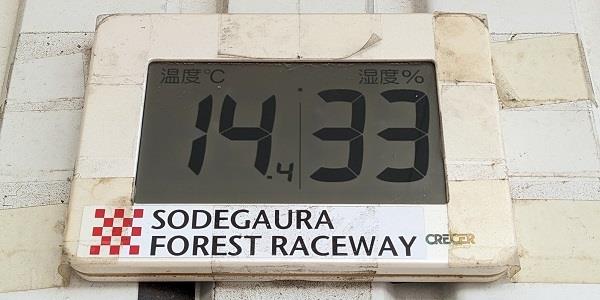 温度℃ 湿度%
14.4 33
SODEGAURA
FOREST RACEWAY
CRECER